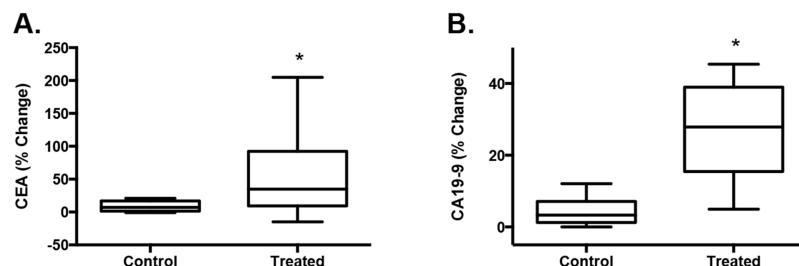 A.
*
250
200
150
100
50
0
-50
CEA (% Change)
Control
Treated
B.
*
40
20
0
CA19-9 (% Change)
Control
Treated